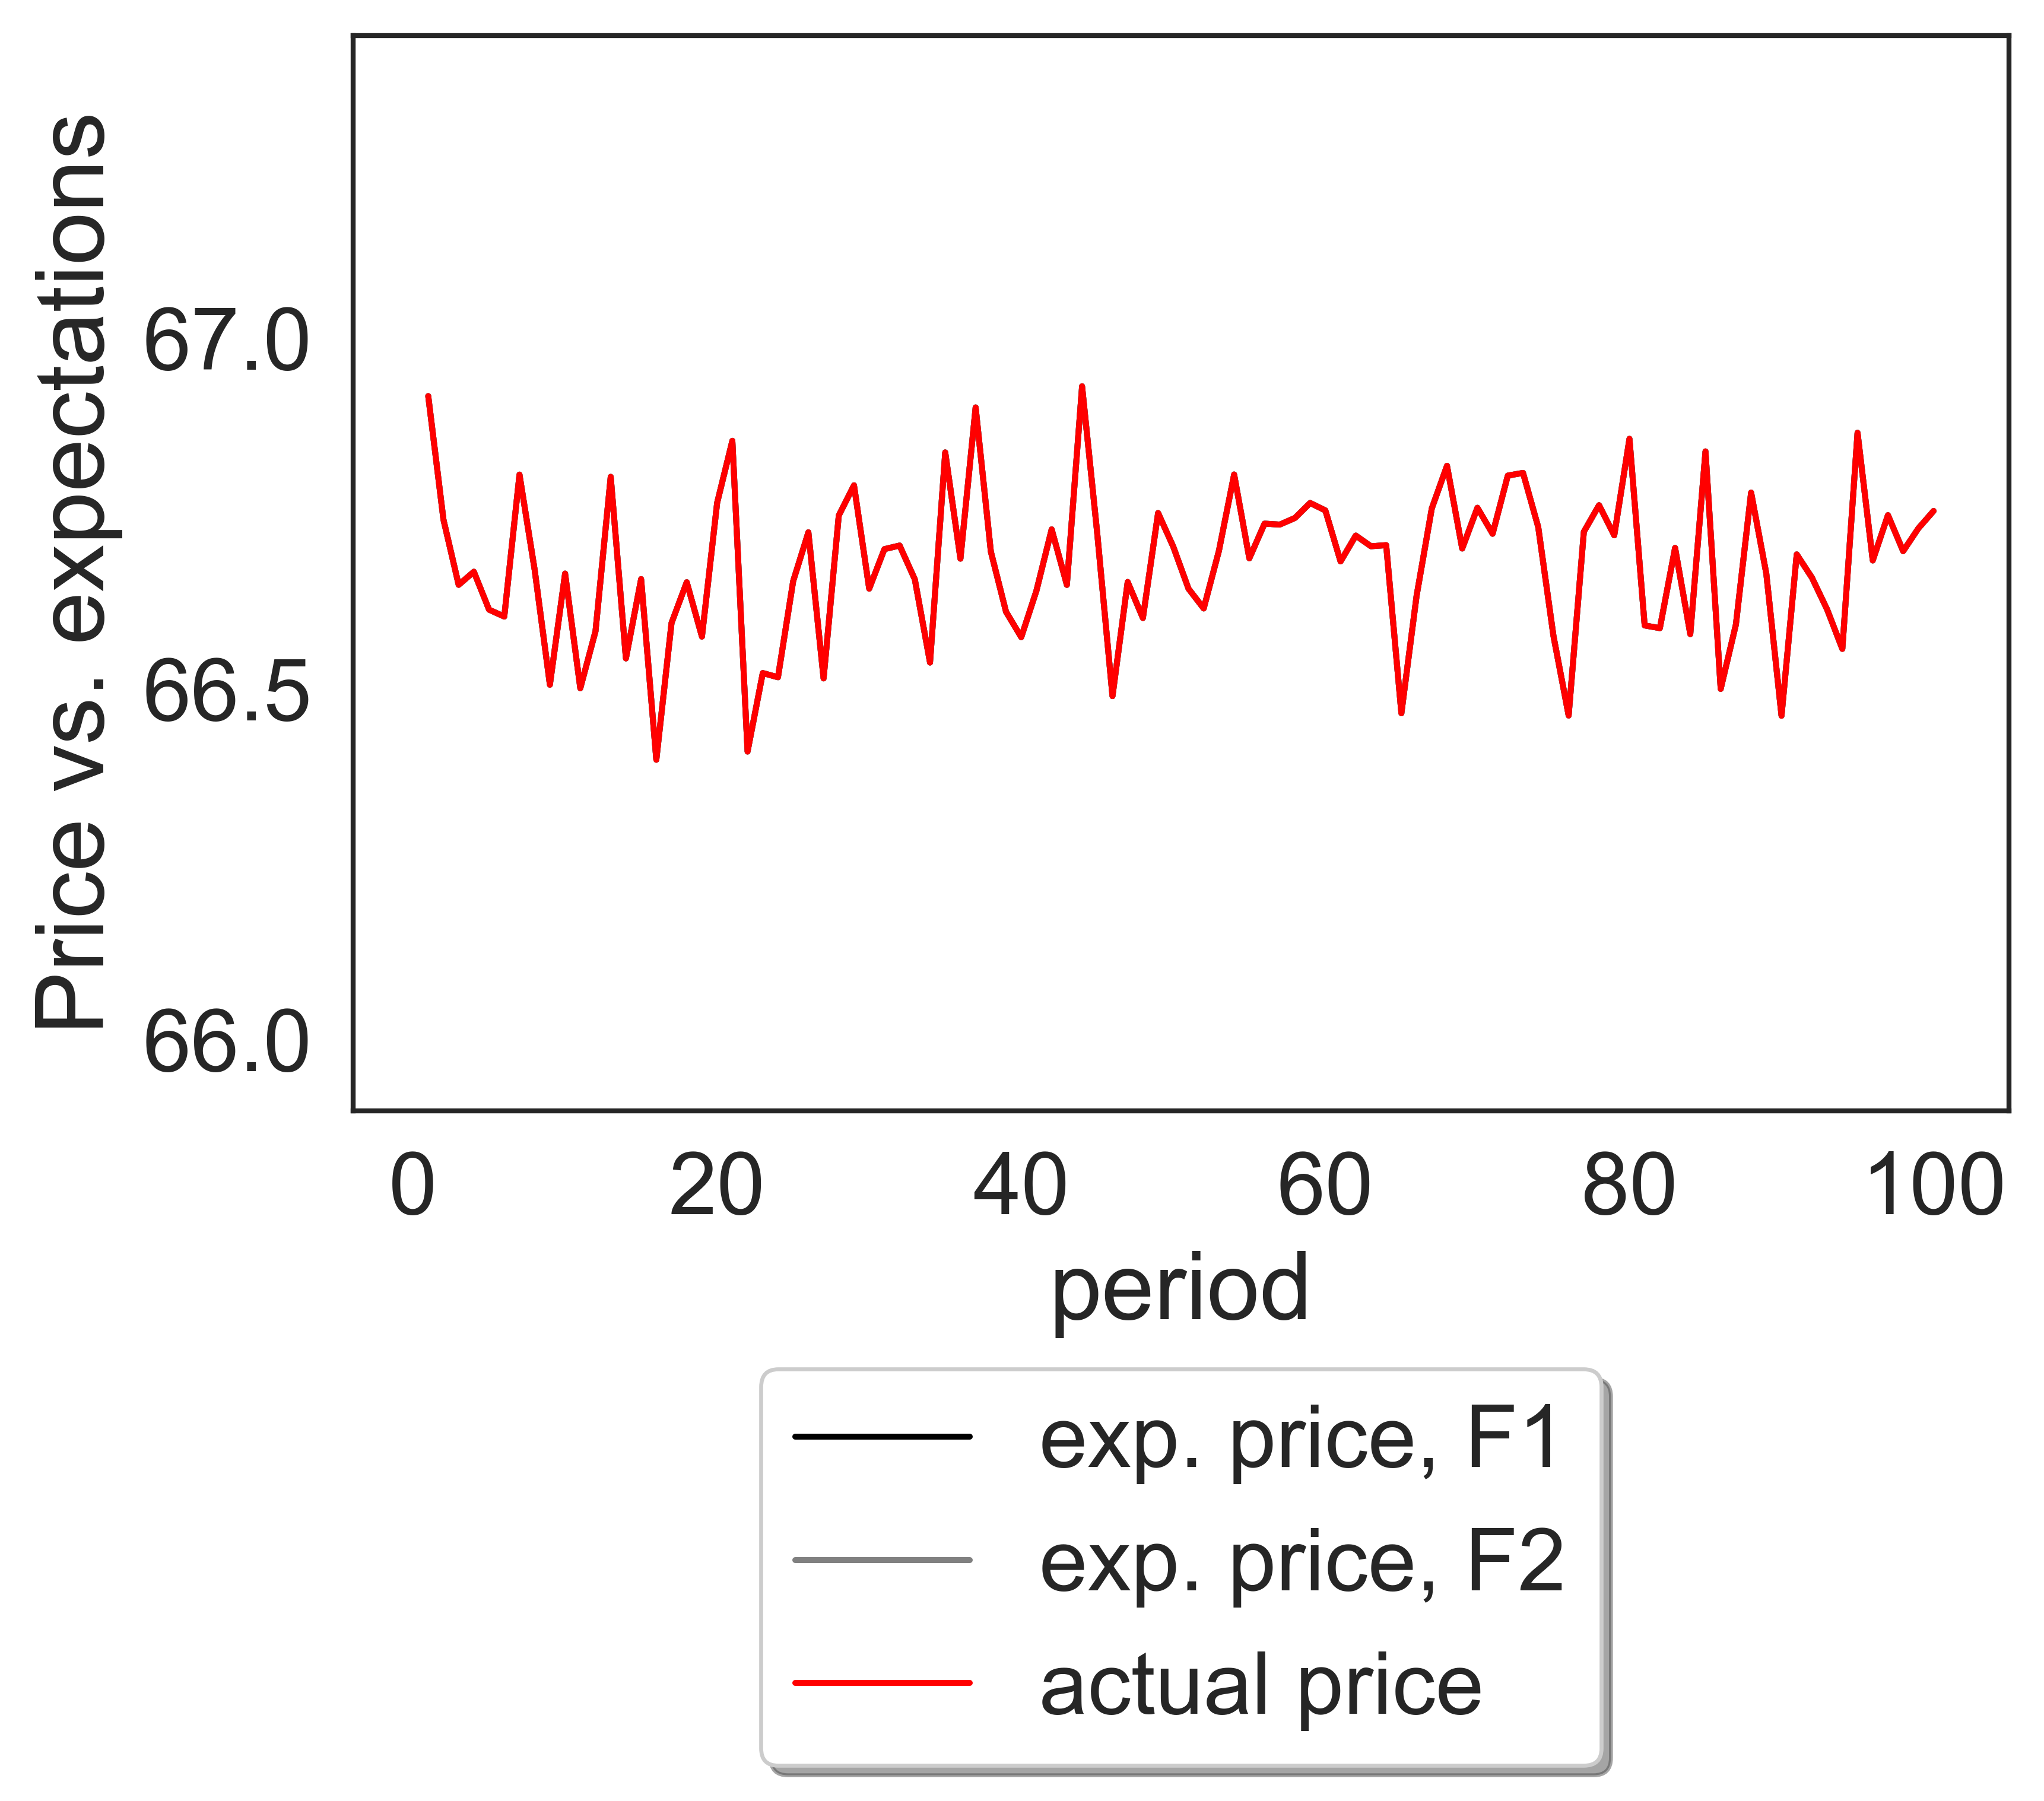 Price vs. expectations
67.0
66.5
66.0
0 20 40 60 80 100
period
exp. price, F1
exp. price, F2
actual price